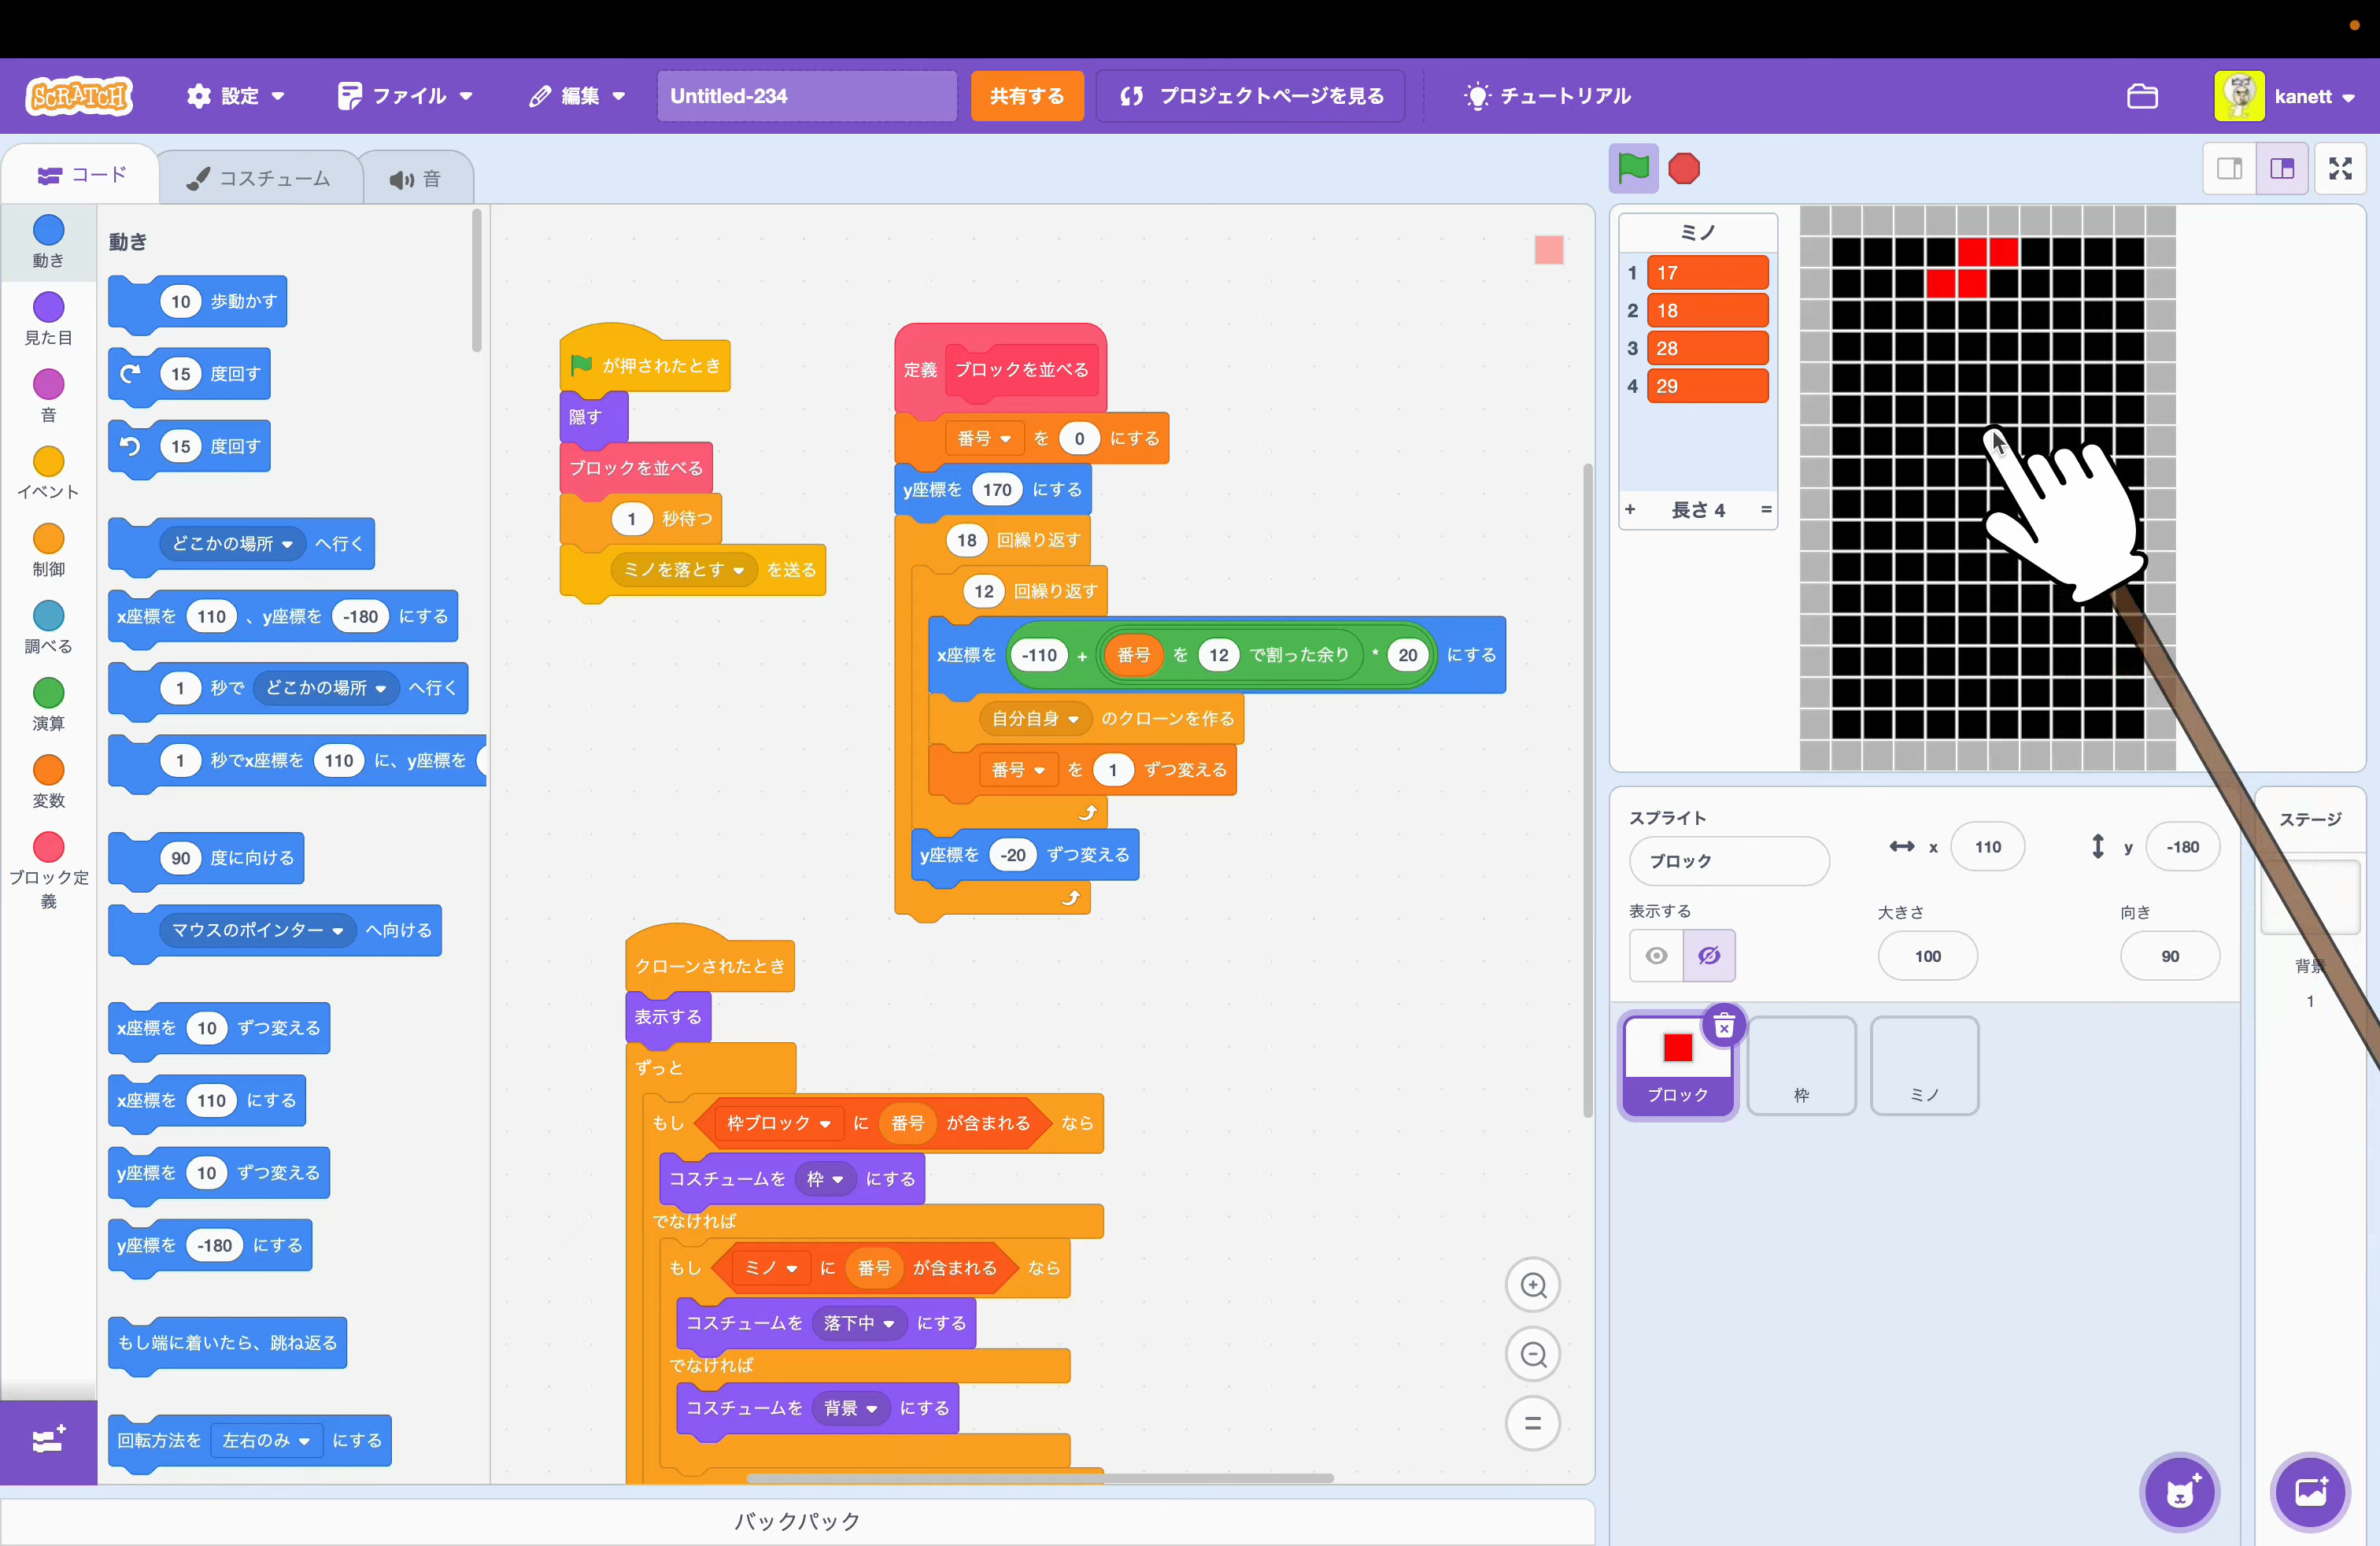 SCRATCH 設定 ファイル 編集 Untitled-234 共有する プロジェクトページを見る チュートリアル kanett
コード コスチューム 音
動き
見た目
音
イベント
制御
調べる
演算
変数
ブロック定
義
動き
10 歩動かす
15 度回す
15 度回す
どこかの場所 へ行く
x座標を 110 、y座標を -180 にする
1 秒で どこかの場所 へ行く
1 秒でx座標を 110 に、y座標を
90 度に向ける
マウスのポインター へ向ける
x座標を 10 ずつ変える
x座標を 110 にする
y座標を 10 ずつ変える
y座標を -180 にする
もし端に着いたら、跳ね返る
回転方法を 左右のみ にする
が押されたとき
隠す
ブロックを並べる
1 秒待つ
ミノを落とす を送る
定義 ブロックを並べる
番号 を 0 にする
y座標を 170 にする
18 回繰り返す
12 回繰り返す
x座標を -110 + 番号 を 12 で割った余り * 20 にする
自分自身 のクローンを作る
番号 を 1 ずつ変える
y座標を -20 ずつ変える
クローンされたとき
表示する
ずっと
もし 枠ブロック に 番号 が含まれる なら
コスチュームを 枠 にする
でなければ
もし ミノ に 番号 が含まれる なら
コスチュームを 落下中 にする
でなければ
コスチュームを 背景 にする
バックパック
ミノ
1 17
2 18
3 28
4 29
+ 長さ 4 =
スプライト
ブロック
x 110
y -180
表示する
大きさ
100
向き
90
ブロック
枠
ミノ
ステージ
背景
1